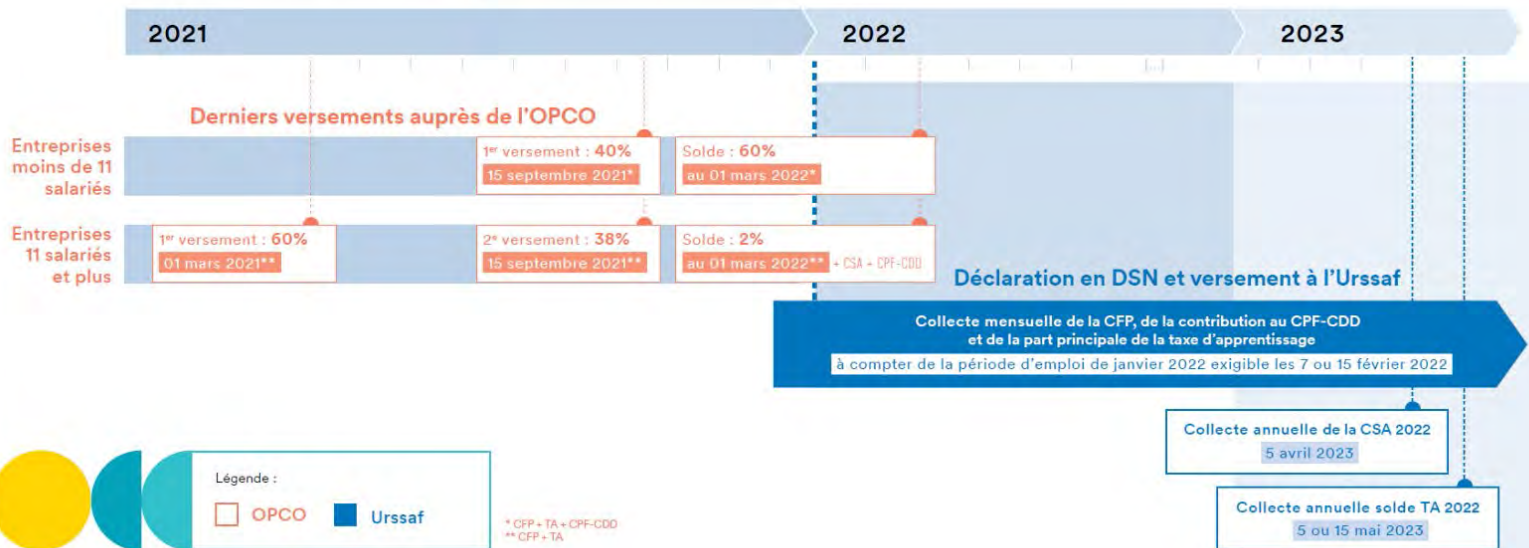 2021
2022
2023
Derniers versements auprès de l'OPCO
Entreprises
moins de 11
salariés
1er versement : 40%
15 septembre 2021*
Solde : 60%
au 01 mars 2022*
Entreprises
11 salariés
et plus
1er versement : 60%
01 mars 2021**
2e versement : 38%
15 septembre 2021**
Solde : 2%
au 01 mars 2022** + CSA + CPF-CDD
Déclaration en DSN et versement à l'Urssaf
Collecte mensuelle de la CFP, de la contribution au CPF-CDD
et de la part principale de la taxe d'apprentissage
à compter de la période d'emploi de janvier 2022 exigible les 7 ou 15 février 2022
Collecte annuelle de la CSA 2022
5 avril 2023
Collecte annuelle solde TA 2022
5 ou 15 mai 2023
Légende :
OPCO
Urssaf
* CFP + TA + CPF-CDD
** CFP + TA